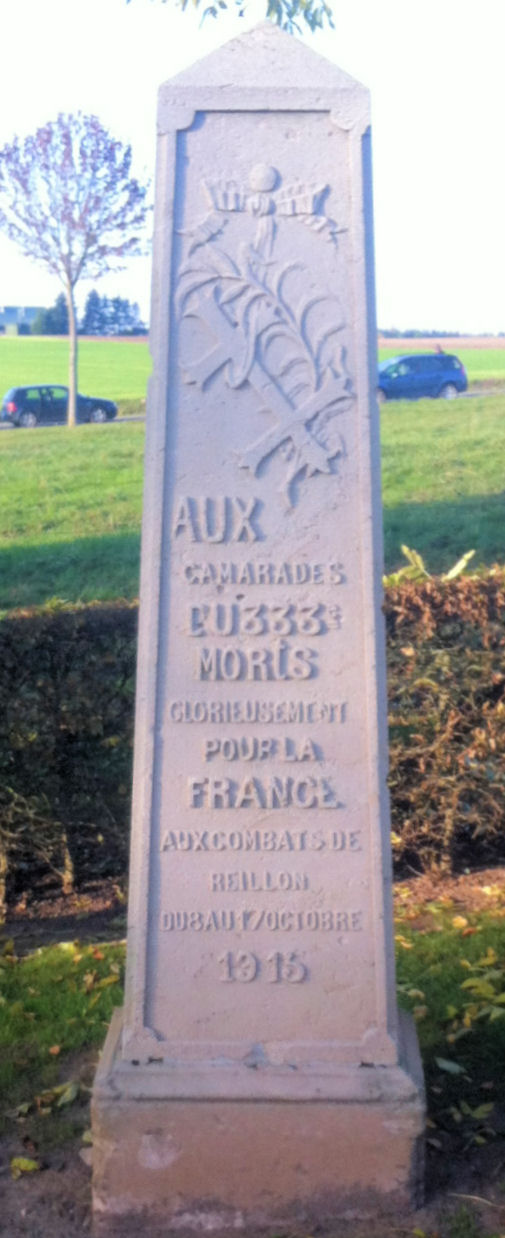 AUX
CAMARADES
DU 333E
MORTS
GLORIEUSEMENT
POUR LA
FRANCE
AUX COMBATS DE
REILLON
DU 8 AU 17 OCTOBRE
1915